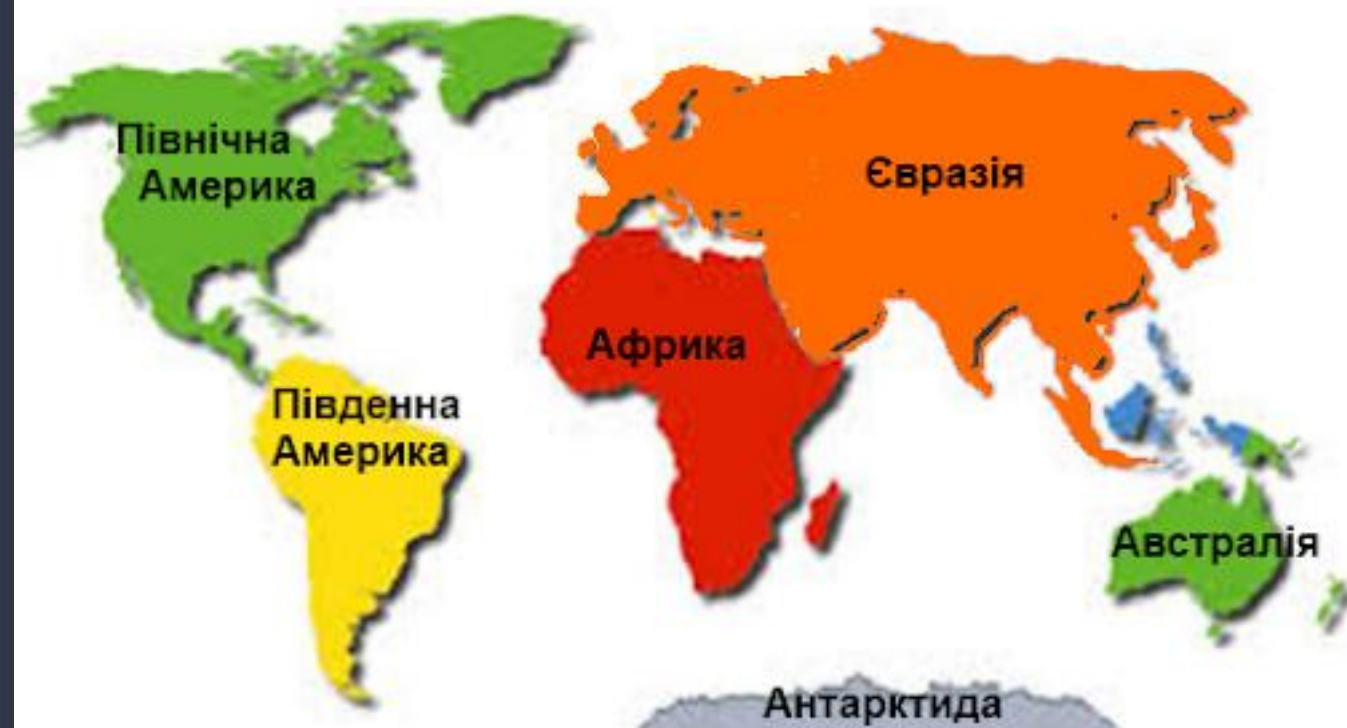 Північна
Америка
Євразія
Африка
Південна
Америка
Австралія
Антарктида